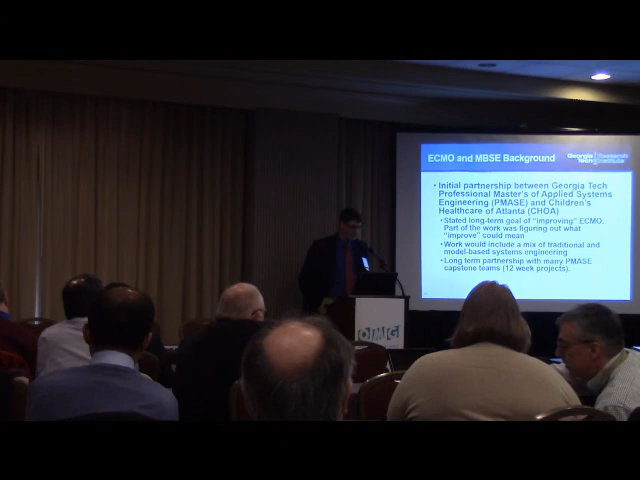 ECMO and MBSE Background
Georgia Research
Tech Institute
• Initial partnership between Georgia Tech
Professional Master's of Applied Systems
Engineering (PMASE) and Children's
Healthcare of Atlanta (CHOA)
• Stated long-term goal of "improving" ECMO.
Part of the work was figuring out what
"improve" could mean
• Work would include a mix of traditional and
model-based systems engineering
• Long term partnership with many PMASE
capstone teams (12 week projects).
OMG